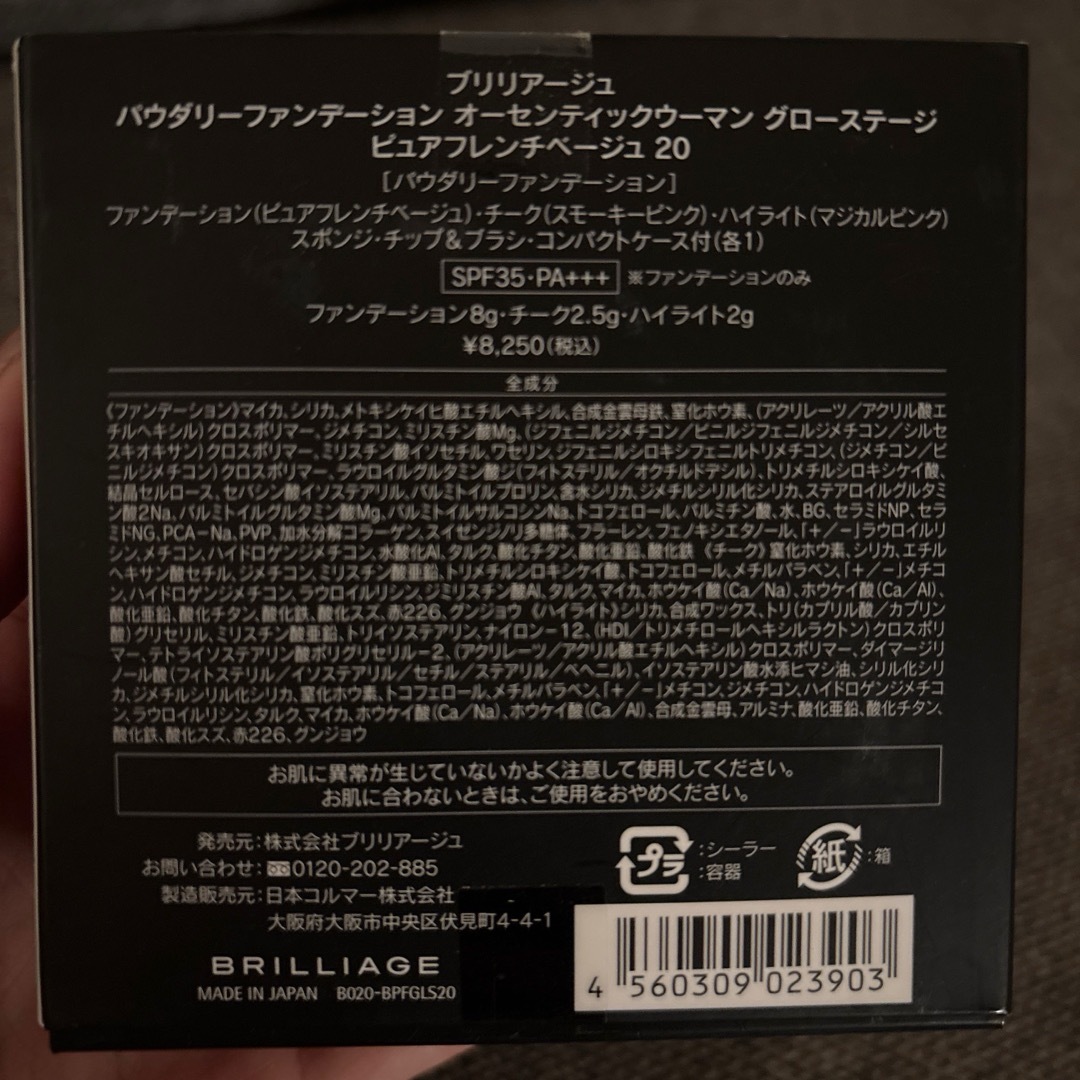 ブリリアージュ
パウダリーファンデーション オーセンティックウーマン グローステージ
ピュアフレンチベージュ 20
[パウダリーファンデーション]
ファンデーション(ピュアフレンチベージュ)・チーク(スモーキーピンク)・ハイライト(マジカルピンク)
スポンジ・チップ&ブラシ・コンパクトケース付(各1)
SPF35・PA+++ ※ファンデーションのみ
ファンデーション8g・チーク2.5g・ハイライト2g
¥8,250(税込)
全成分
《ファンデーション》マイカ、シリカ、メトキシケイヒ酸エチルヘキシル、合成金雲母鉄、窒化ホウ素、(アクリレーツ/アクリル酸エ
チルヘキシル)クロスポリマー、ジメチコン、ミリスチン酸Mg、(ジフェニルジメチコン/ビニルジフェニルジメチコン/シルセ
スキオキサン)クロスポリマー、ミリスチン酸イソセチル、ワセリン、ジフェニルシロキシフェニルトリメチコン、(ジメチコン/ビ
ニルジメチコン)クロスポリマー、ラウロイルグルタミン酸ジ(フィトステリル/オクチルドデシル)、トリメチルシロキシケイ酸、
結晶セルロース、セバシン酸イソステアリル、パルミトイルプロリン、含水シリカ、ジメチルシリル化シリカ、ステアロイルグルタミ
ン酸2Na、パルミトイルグルタミン酸Mg、パルミトイルサルコシンNa、トコフェロール、パルミチン酸、水、BG、セラミドNP、セラ
ミドNG、PCA-Na、PVP、加水分解コラーゲン、スイゼンジノリ多糖体、フラーレン、フェノキシエタノール、「+/-」ラウロイルリ
シン、メチコン、ハイドロゲンジメチコン、水酸化Al、タルク、酸化チタン、酸化亜鉛、酸化鉄 《チーク》窒化ホウ素、シリカ、エチル
ヘキサン酸セチル、ジメチコン、ミリスチン酸亜鉛、トリメチルシロキシケイ酸、トコフェロール、メチルパラベン、「+/-」メチコ
ン、ハイドロゲンジメチコン、ラウロイルリシン、ジミリスチン酸Al、タルク、マイカ、ホウケイ酸(Ca/Na)、ホウケイ酸(Ca/Al)、
酸化亜鉛、酸化チタン、酸化鉄、酸化スズ、赤226、グンジョウ 《ハイライト》シリカ、合成ワックス、トリ(カプリル酸/カプリン
酸)グリセリル、ミリスチン酸亜鉛、トリイソステアリン、ナイロン-12、(HDI/トリメチロールヘキシルラクトン)クロスポリ
マー、テトライソステアリン酸ポリグリセリル-2、(アクリレーツ/アクリル酸エチルヘキシル)クロスポリマー、ダイマージリ
ノール酸(フィトステリル/イソステアリル/セチル/ステアリル/ベヘニル)、イソステアリン酸水添ヒマシ油、シリル化シリ
カ、ジメチルシリル化シリカ、窒化ホウ素、トコフェロール、メチルパラベン、「+/-」メチコン、ジメチコン、ハイドロゲンジメチコ
ン、ラウロイルリシン、タルク、マイカ、ホウケイ酸(Ca/Na)、ホウケイ酸(Ca/Al)、合成金雲母、アルミナ、酸化亜鉛、酸化チタン、
酸化鉄、酸化スズ、赤226、グンジョウ
お肌に異常が生じていないかよく注意して使用してください。
お肌に合わないときは、ご使用をおやめください。
発売元:株式会社ブリリアージュ
お問い合わせ:0120-202-885
製造販売元:日本コルマー株式会社
大阪府大阪市中央区伏見町4-4-1
プラ :シーラー
:容器
紙 :箱
BRILLIAGE
MADE IN JAPAN B020-BPFGLS20
4 560309 023903